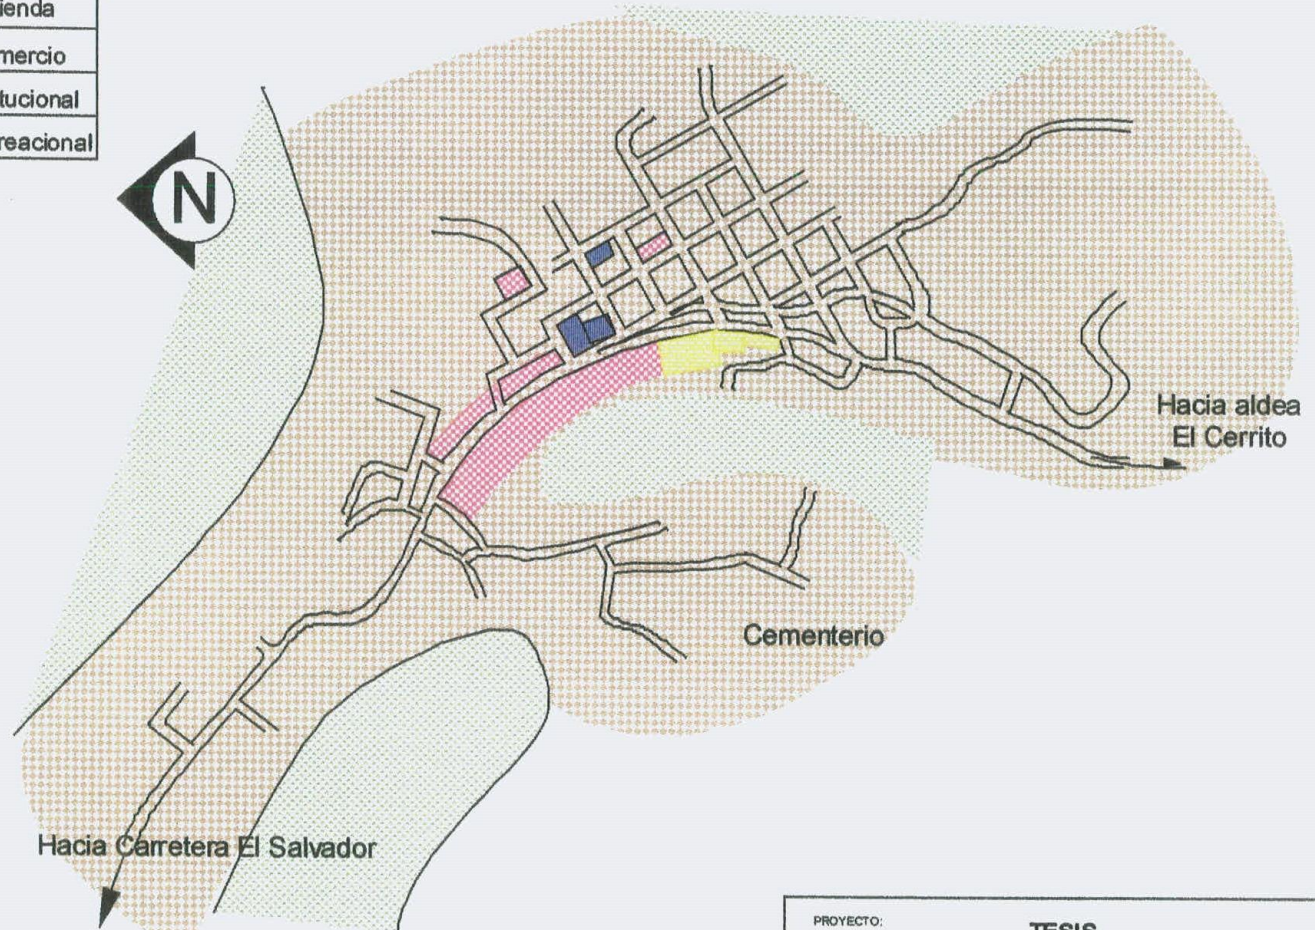 ienda
mercio
tucional
reacional
N
Hacia aldea
El Cerrito
Cementerio
Hacia Carretera El Salvador
PROYECTO:
TESIS